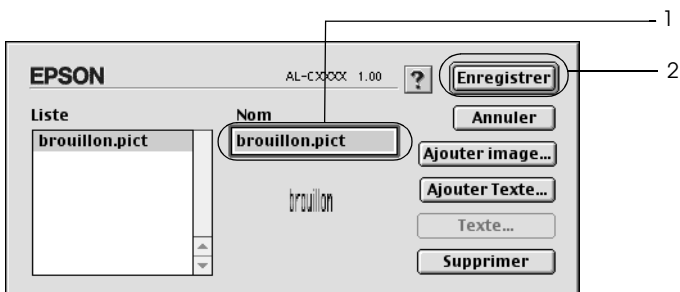 1
EPSON AL-CXXXX 1.00 ? Enregistrer 2
Liste Nom Annuler
brouillon.pict brouillon.pict
Ajouter image...
brouillon Ajouter Texte...
Texte...
Supprimer